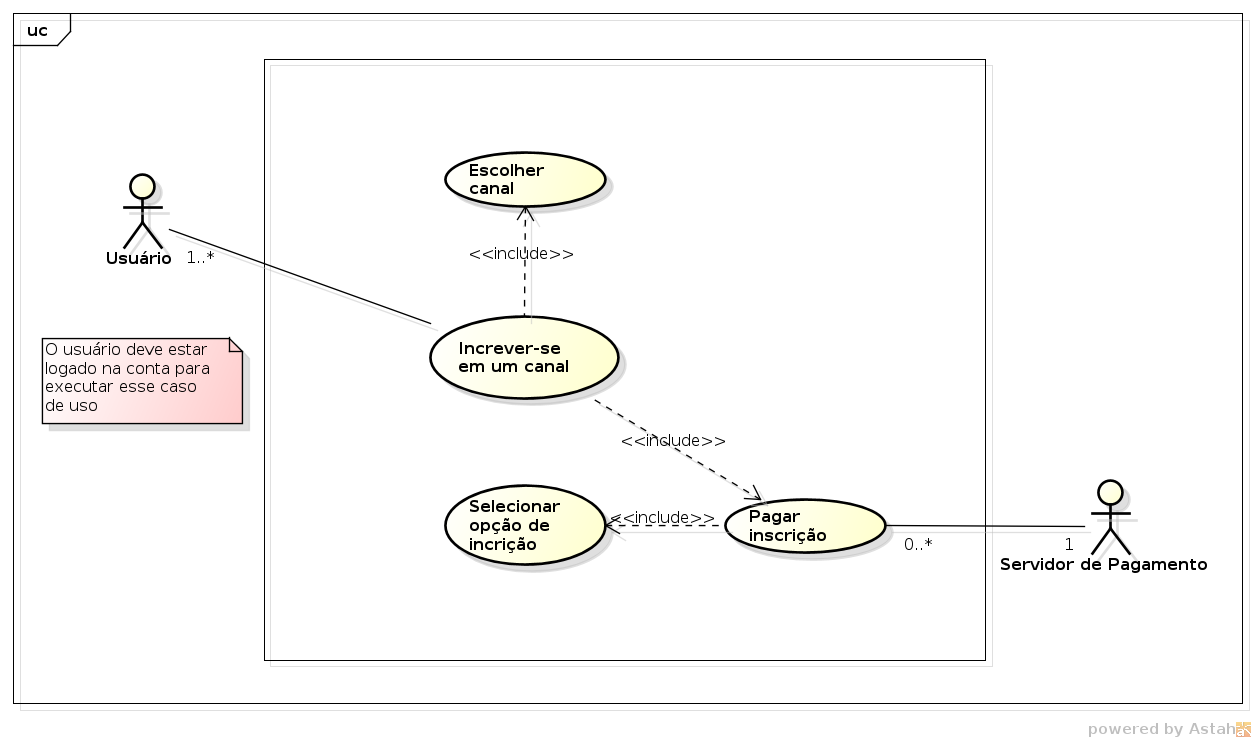 uc
Escolher
canal
<<include>>
Usuário
1..*
Increver-se
em um canal
O usuário deve estar
logado na conta para
executar esse caso
de uso
<<include>>
Selecionar
opção de
incrição
<<include>>
Pagar
inscrição
0..*
1
Servidor de Pagamento
powered by Astah